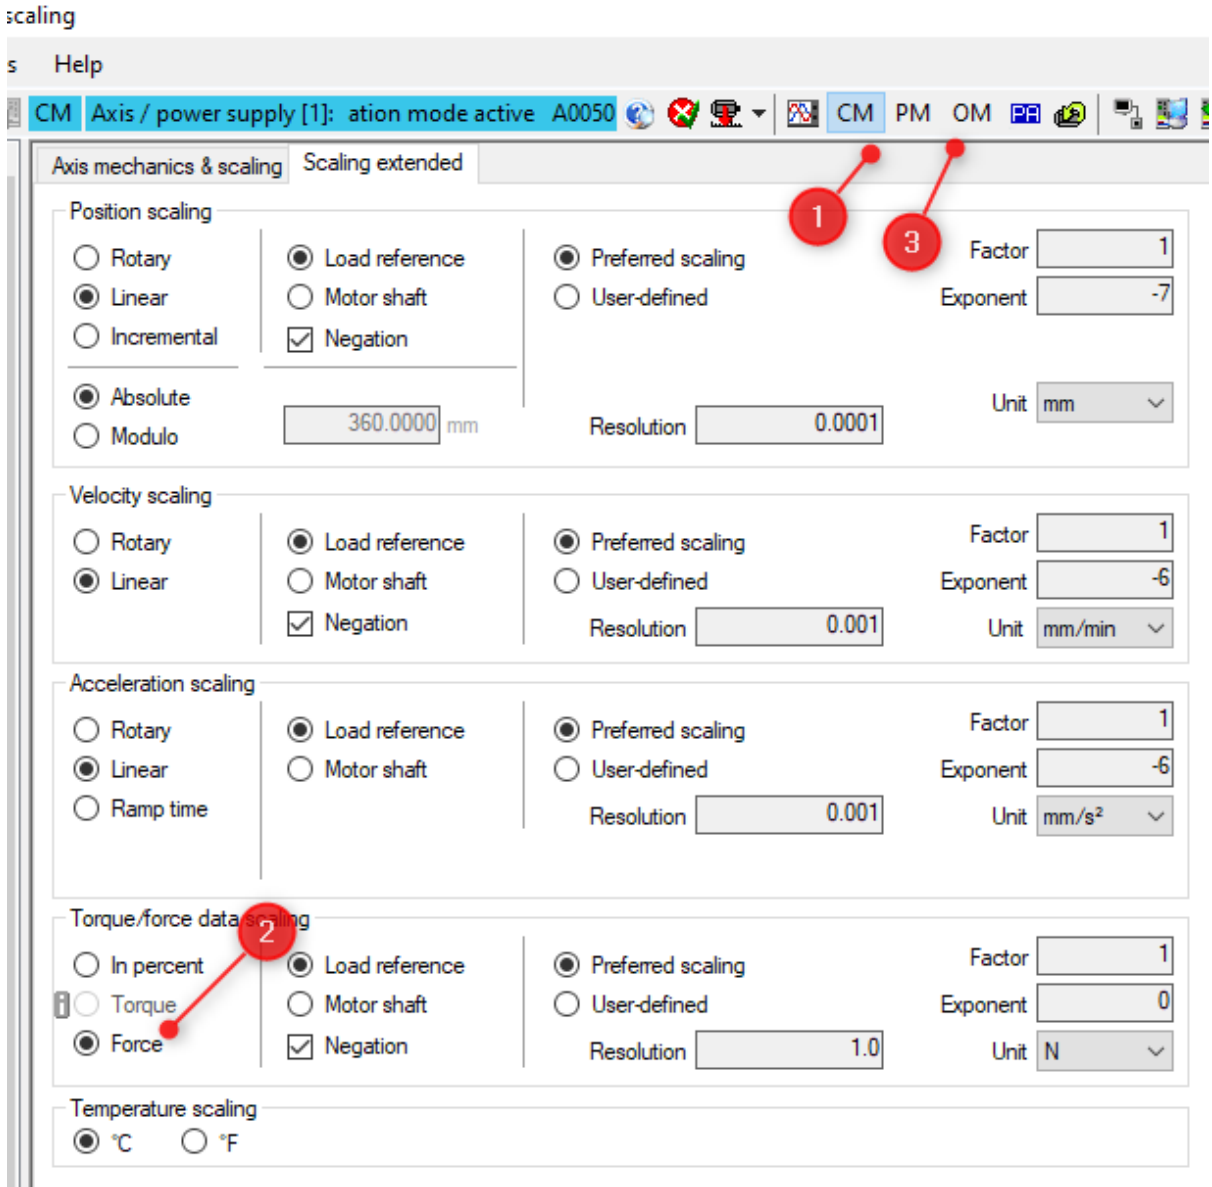 scaling
s Help
CM Axis / power supply [1]: ation mode active A0050 CM PM OM
Axis mechanics & scaling Scaling extended
1
3
Position scaling
Rotary Load reference Preferred scaling Factor 1
Linear Motor shaft User-defined Exponent -7
Incremental Negation
Absolute 360.0000 mm Unit mm
Modulo Resolution 0.0001
Velocity scaling
Rotary Load reference Preferred scaling Factor 1
Linear Motor shaft User-defined Exponent -6
Negation Resolution 0.001 Unit mm/min
Acceleration scaling
Rotary Load reference Preferred scaling Factor 1
Linear Motor shaft User-defined Exponent -6
Ramp time Resolution 0.001 Unit mm/s²
Torque/force data scaling
2
In percent Load reference Preferred scaling Factor 1
Torque Motor shaft User-defined Exponent 0
Force Negation Resolution 1.0 Unit N
Temperature scaling
°C °F